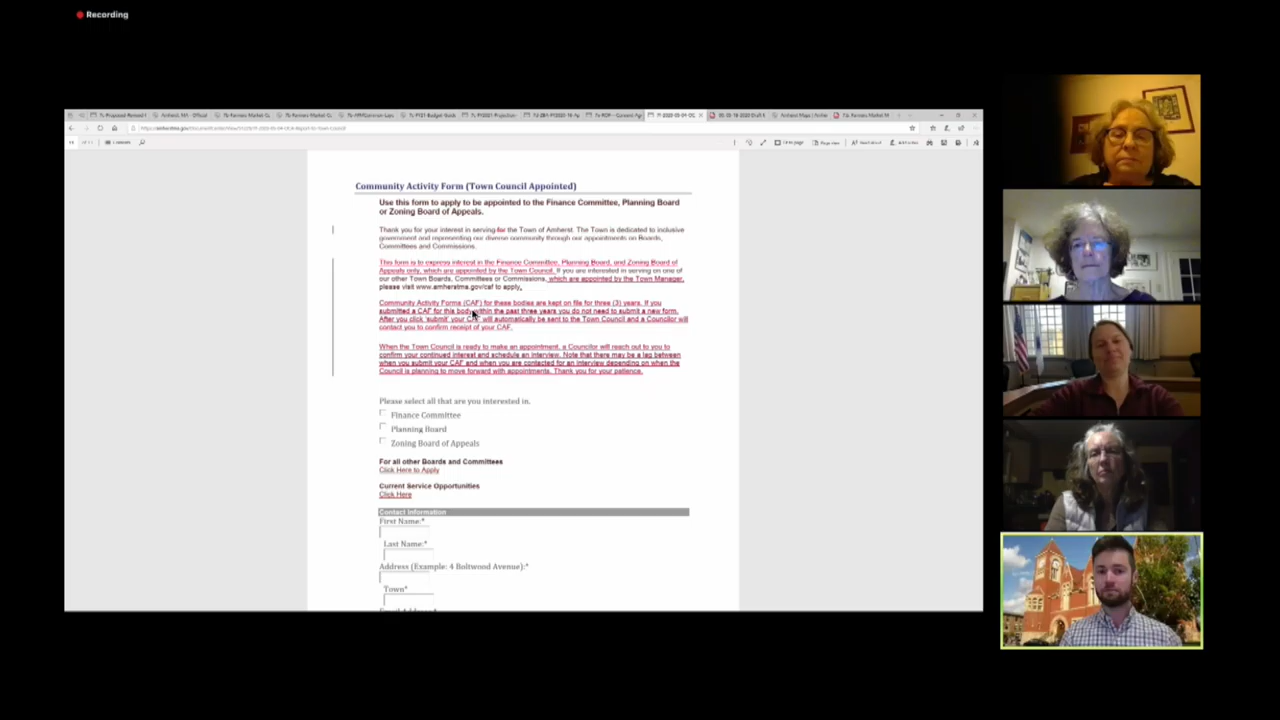 Recording
Community Activity Form (Town Council Appointed)
Use this form to apply to be appointed to the Finance Committee, Planning Board
or Zoning Board of Appeals.
Thank you for your interest in serving for the Town of Amherst. The Town is dedicated to inclusive
government and representing our diverse community through our appointments on Boards,
Committees and Commissions.
This form is to express interest in the Finance Committee, Planning Board, and Zoning Board of
Appeals only, which are appointed by the Town Council. If you are interested in serving on one of
our other Town Boards, Committees or Commissions, which are appointed by the Town Manager,
please visit www.amherstma.gov/caf to apply.
Community Activity Forms (CAF) for these bodies are kept on file for three (3) years. If you
submitted a CAF for this body within the past three years you do not need to submit a new form.
After you click 'submit' your CAF will automatically be sent to the Town Council and a Councilor will
contact you to confirm receipt of your CAF.
When the Town Council is ready to make an appointment, a Councilor will reach out to you to
confirm your continued interest and schedule an interview. Note that there may be a lag between
when you submit your CAF and when you are contacted for an interview depending on when the
Council is planning to move forward with appointments. Thank you for your patience.
Please select all that are you interested in.
Finance Committee
Planning Board
Zoning Board of Appeals
For all other Boards and Committees
Click Here to Apply
Current Service Opportunities
Click Here
Contact Information
First Name:*
Last Name:*
Address (Example: 4 Boltwood Avenue):*
Town*